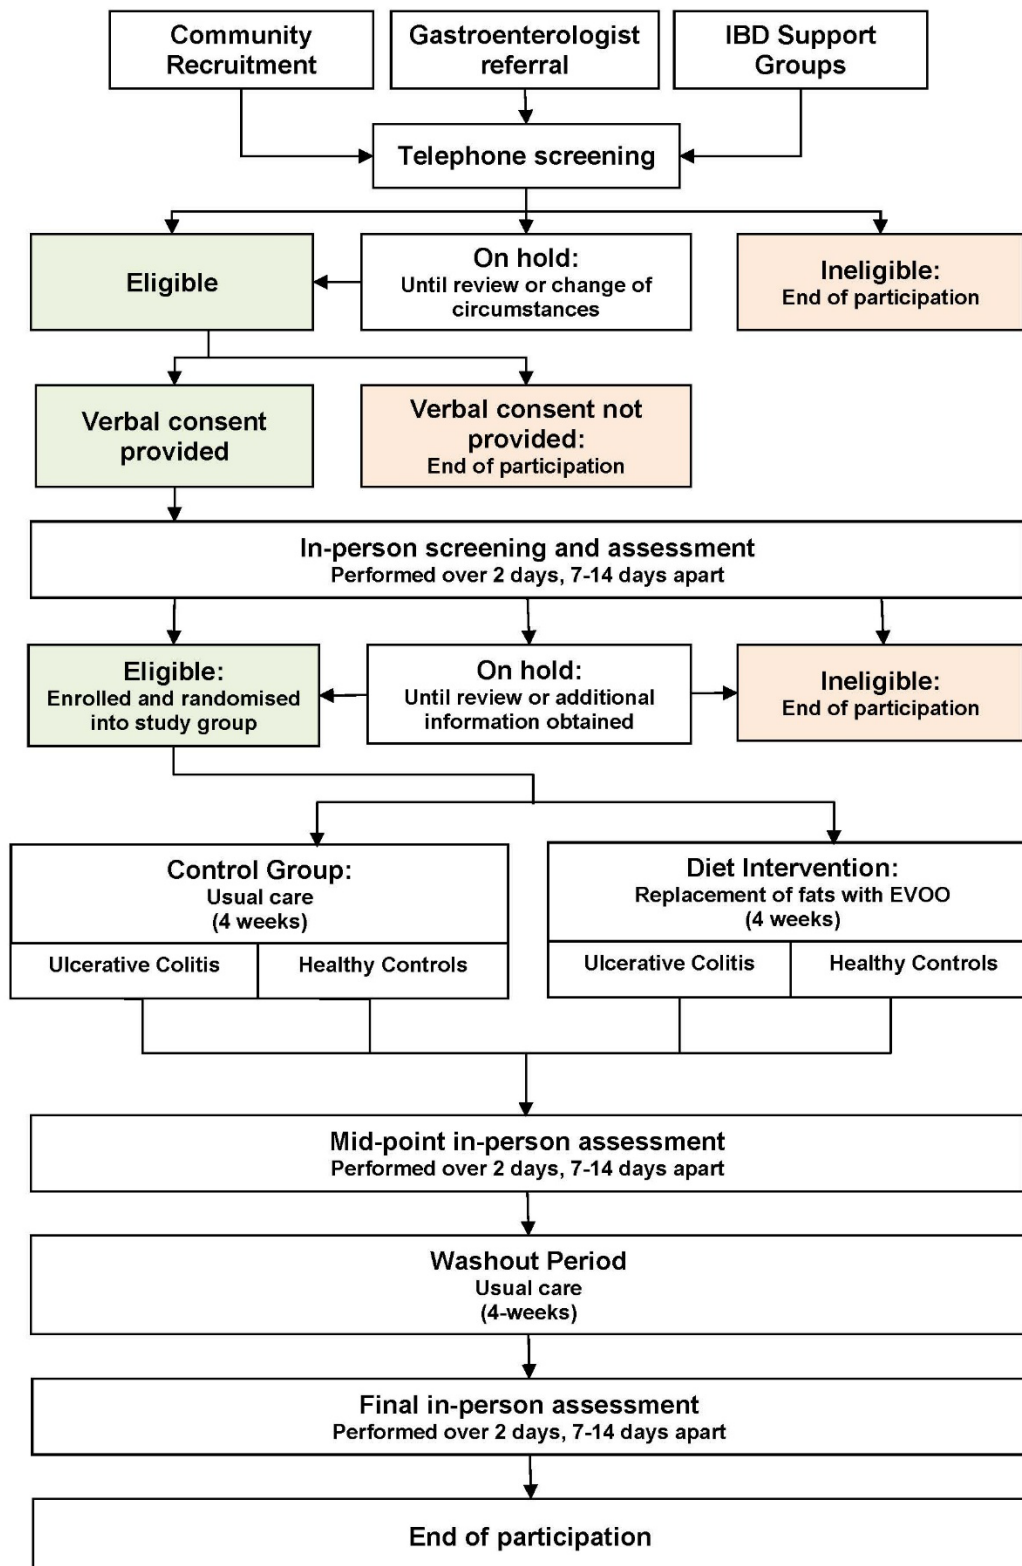 Community
Recruitment
Gastroenterologist
referral
IBD Support
Groups
Telephone screening
Eligible
On hold:
Until review or change of
circumstances
Ineligible:
End of participation
Verbal consent
provided
Verbal consent not
provided:
End of participation
In-person screening and assessment
Performed over 2 days, 7-14 days apart
Eligible:
Enrolled and randomised
into study group
On hold:
Until review or additional
information obtained
Ineligible:
End of participation
Control Group:
Usual care
(4 weeks)
Ulcerative Colitis
Healthy Controls
Diet Intervention:
Replacement of fats with EVOO
(4 weeks)
Ulcerative Colitis
Healthy Controls
Mid-point in-person assessment
Performed over 2 days, 7-14 days apart
Washout Period
Usual care
(4-weeks)
Final in-person assessment
Performed over 2 days, 7-14 days apart
End of participation